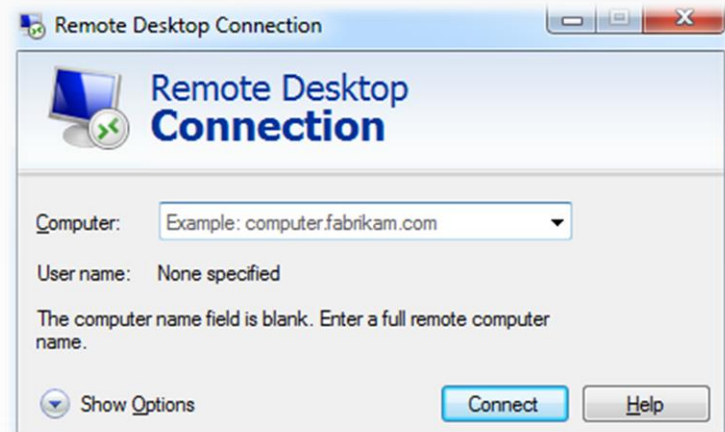 Remote Desktop Connection
Remote Desktop
Connection
Computer: Example: computer.fabrikam.com
User name: None specified
The computer name field is blank. Enter a full remote computer
name.
Show Options Connect Help